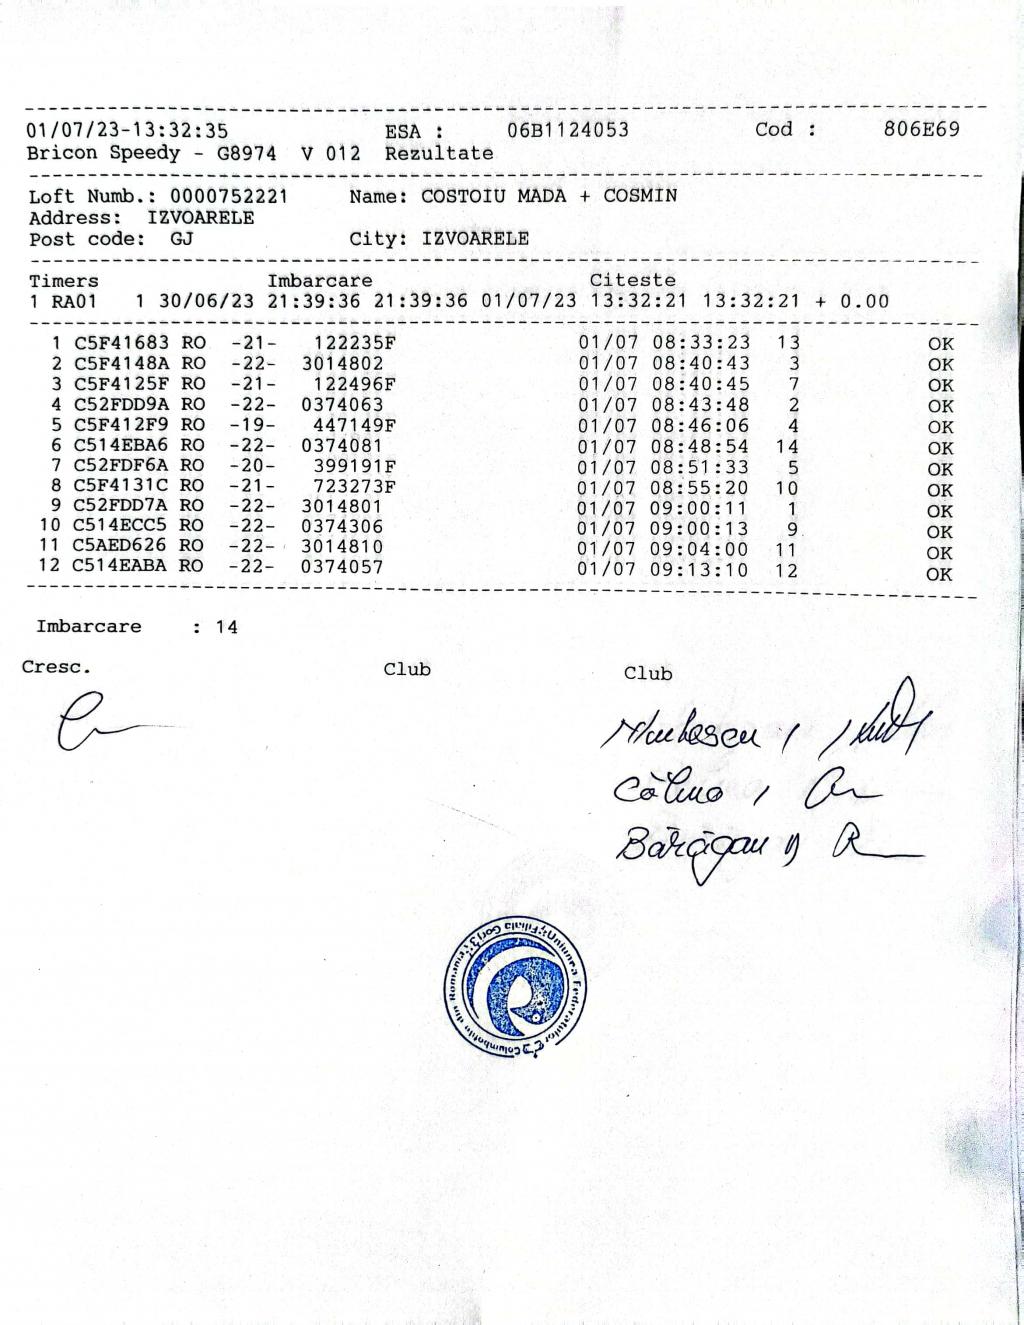 01/07/23-13:32:35 ESA : 06B1124053 Cod : 806E69
Bricon Speedy - G8974 V 012 Rezultate
Loft Numb.: 0000752221 Name: COSTOIU MADA + COSMIN
Address: IZVOARELE
Post code: GJ City: IZVOARELE
Timers Imbarcare Citeste
1 RA01 1 30/06/23 21:39:36 21:39:36 01/07/23 13:32:21 13:32:21 + 0.00
1 C5F41683 RO -21- 122235F 01/07 08:33:23 13 OK
2 C5F4148A RO -22- 3014802 01/07 08:40:43 3 OK
3 C5F4125F RO -21- 122496F 01/07 08:40:45 7 OK
4 C52FDD9A RO -22- 0374063 01/07 08:43:48 2 OK
5 C5F412F9 RO -19- 447149F 01/07 08:46:06 4 OK
6 C514EBA6 RO -22- 0374081 01/07 08:48:54 14 OK
7 C52FDF6A RO -20- 399191F 01/07 08:51:33 5 OK
8 C5F4131C RO -21- 723273F 01/07 08:55:20 10 OK
9 C52FDD7A RO -22- 3014801 01/07 09:00:11 1 OK
10 C514ECC5 RO -22- 0374306 01/07 09:00:13 9 OK
11 C5AED626 RO -22- 3014810 01/07 09:04:00 11 OK
12 C514EABA RO -22- 0374057 01/07 09:13:10 12 OK
Imbarcare : 14
Cresc. Club Club
Uniunea Federatiilor Columbofile din Romania Filiala Gorj